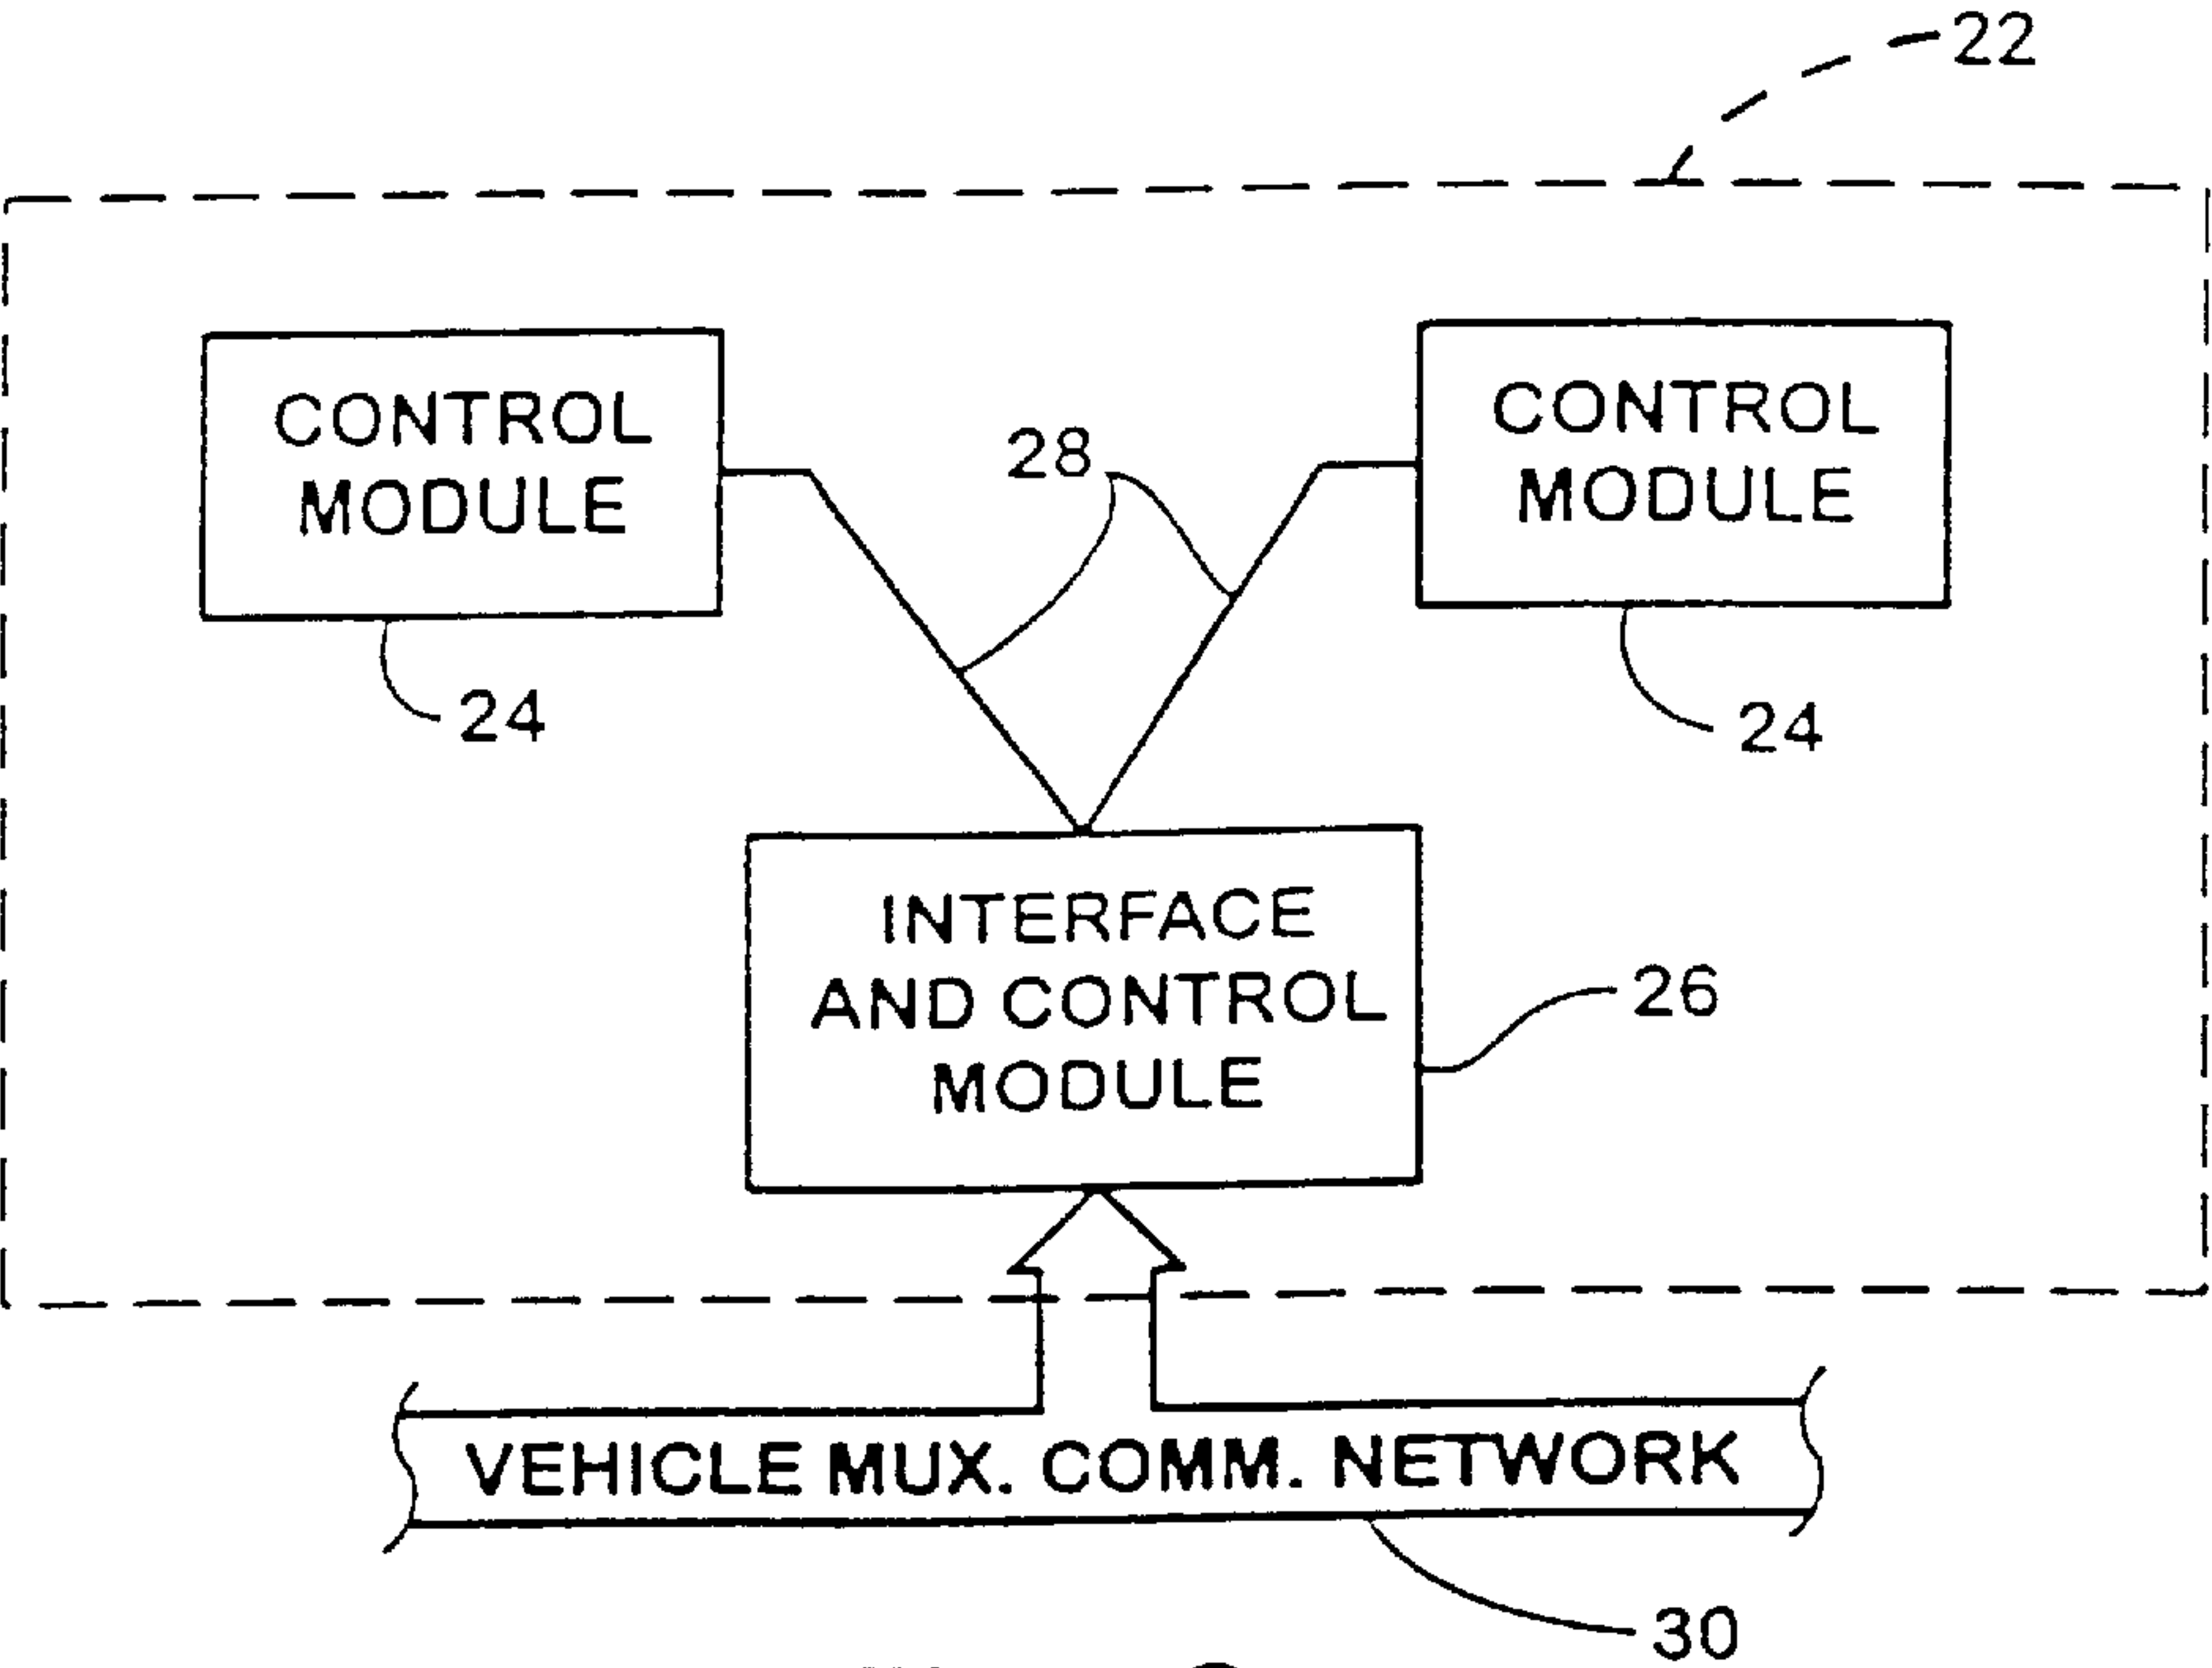 22
CONTROL
MODULE
28
CONTROL
MODULE
24
24
INTERFACE
AND CONTROL
MODULE
26
VEHICLE MUX. COMM. NETWORK
30